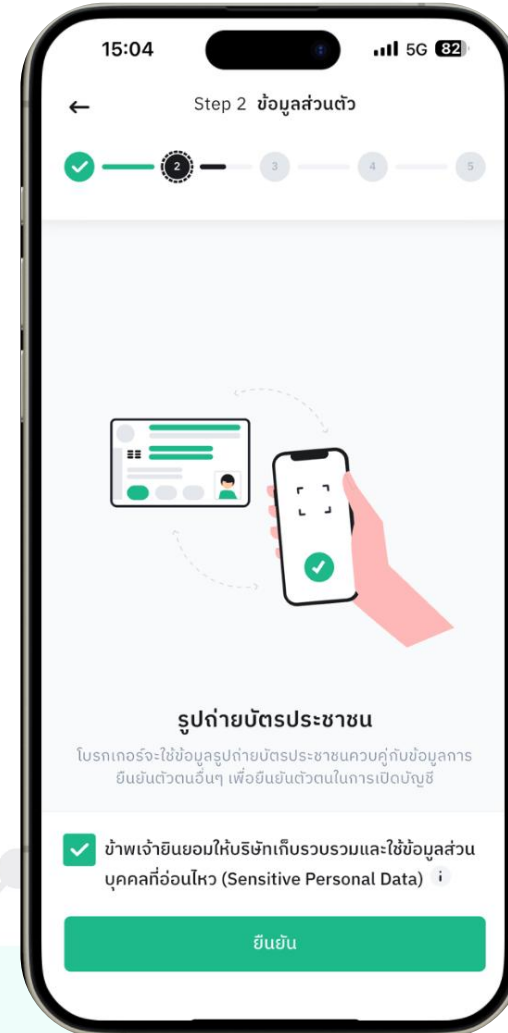 15:04
5G 82
Step 2 ข้อมูลส่วนตัว
2 3 4 5
รูปถ่ายบัตรประชาชน
โบรกเกอร์จะใช้ข้อมูลรูปถ่ายบัตรประชาชนควบคู่กับข้อมูลการ
ยืนยันตัวตนอื่นๆ เพื่อยืนยันตัวตนในการเปิดบัญชี
ข้าพเจ้ายินยอมให้บริษัทเก็บรวบรวมและใช้ข้อมูลส่วน
บุคคลที่อ่อนไหว (Sensitive Personal Data) i
ยืนยัน